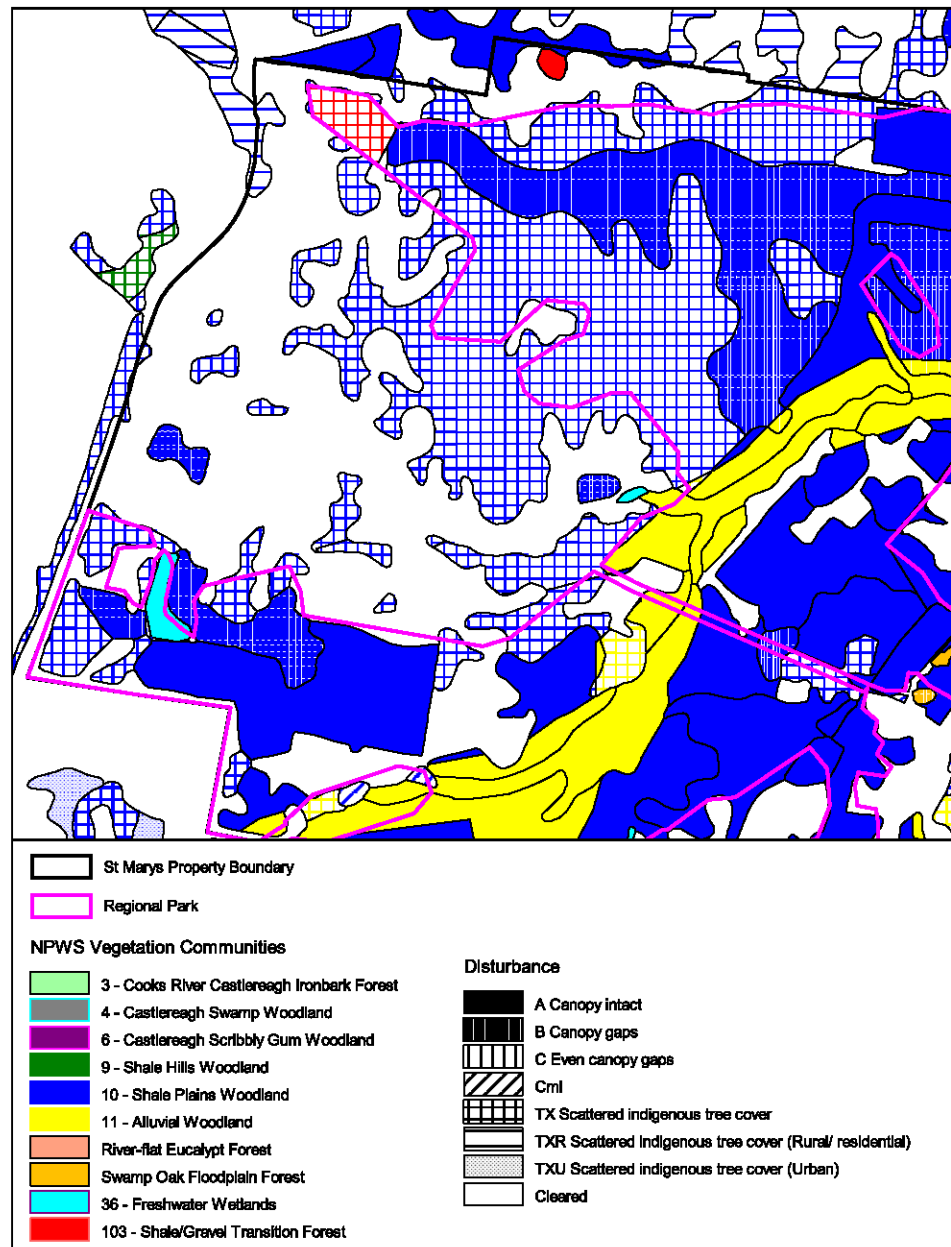 St Marys Property Boundary
Regional Park
NPWS Vegetation Communities
3 - Cooks River Castlereagh Ironbark Forest
4 - Castlereagh Swamp Woodland
6 - Castlereagh Scribbly Gum Woodland
9 - Shale Hills Woodland
10 - Shale Plains Woodland
11 - Alluvial Woodland
River-flat Eucalypt Forest
Swamp Oak Floodplain Forest
36 - Freshwater Wetlands
103 - Shale/Gravel Transition Forest
Disturbance
A Canopy intact
B Canopy gaps
C Even canopy gaps
Cml
TX Scattered indigenous tree cover
TXR Scattered indigenous tree cover (Rural/ residential)
TXU Scattered indigenous tree cover (Urban)
Cleared